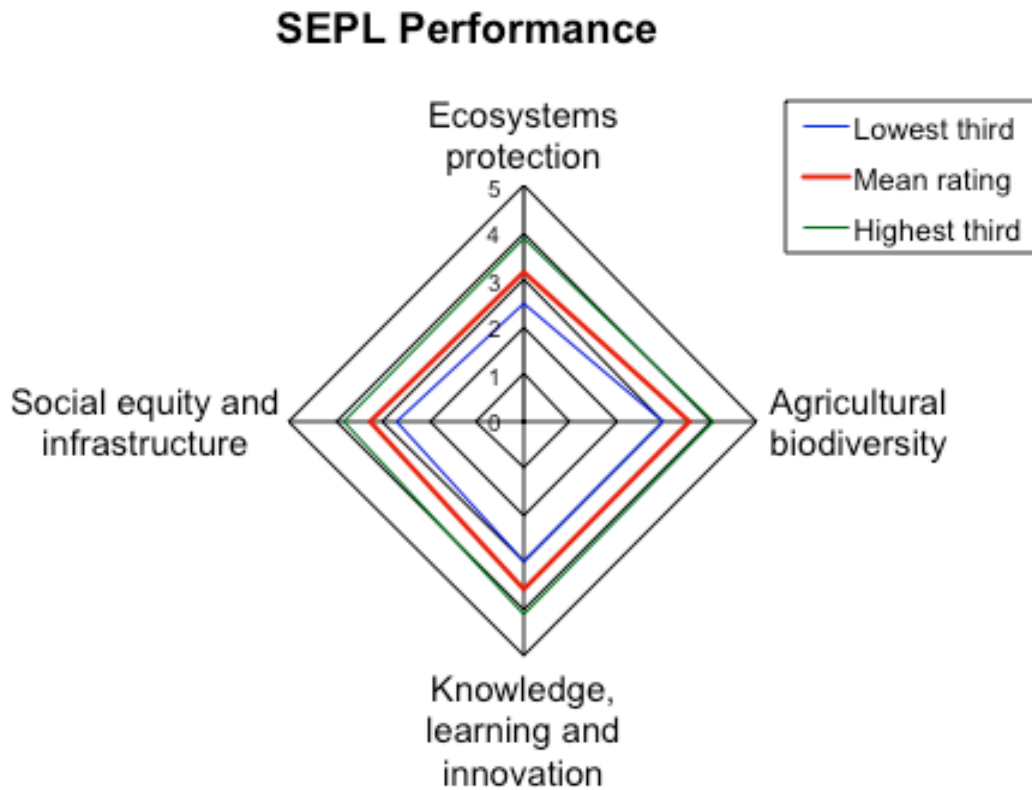 SEPL Performance
Ecosystems
protection
Lowest third
Mean rating
Highest third
5
4
3
2
1
0
Social equity and
infrastructure
Agricultural
biodiversity
Knowledge,
learning and
innovation